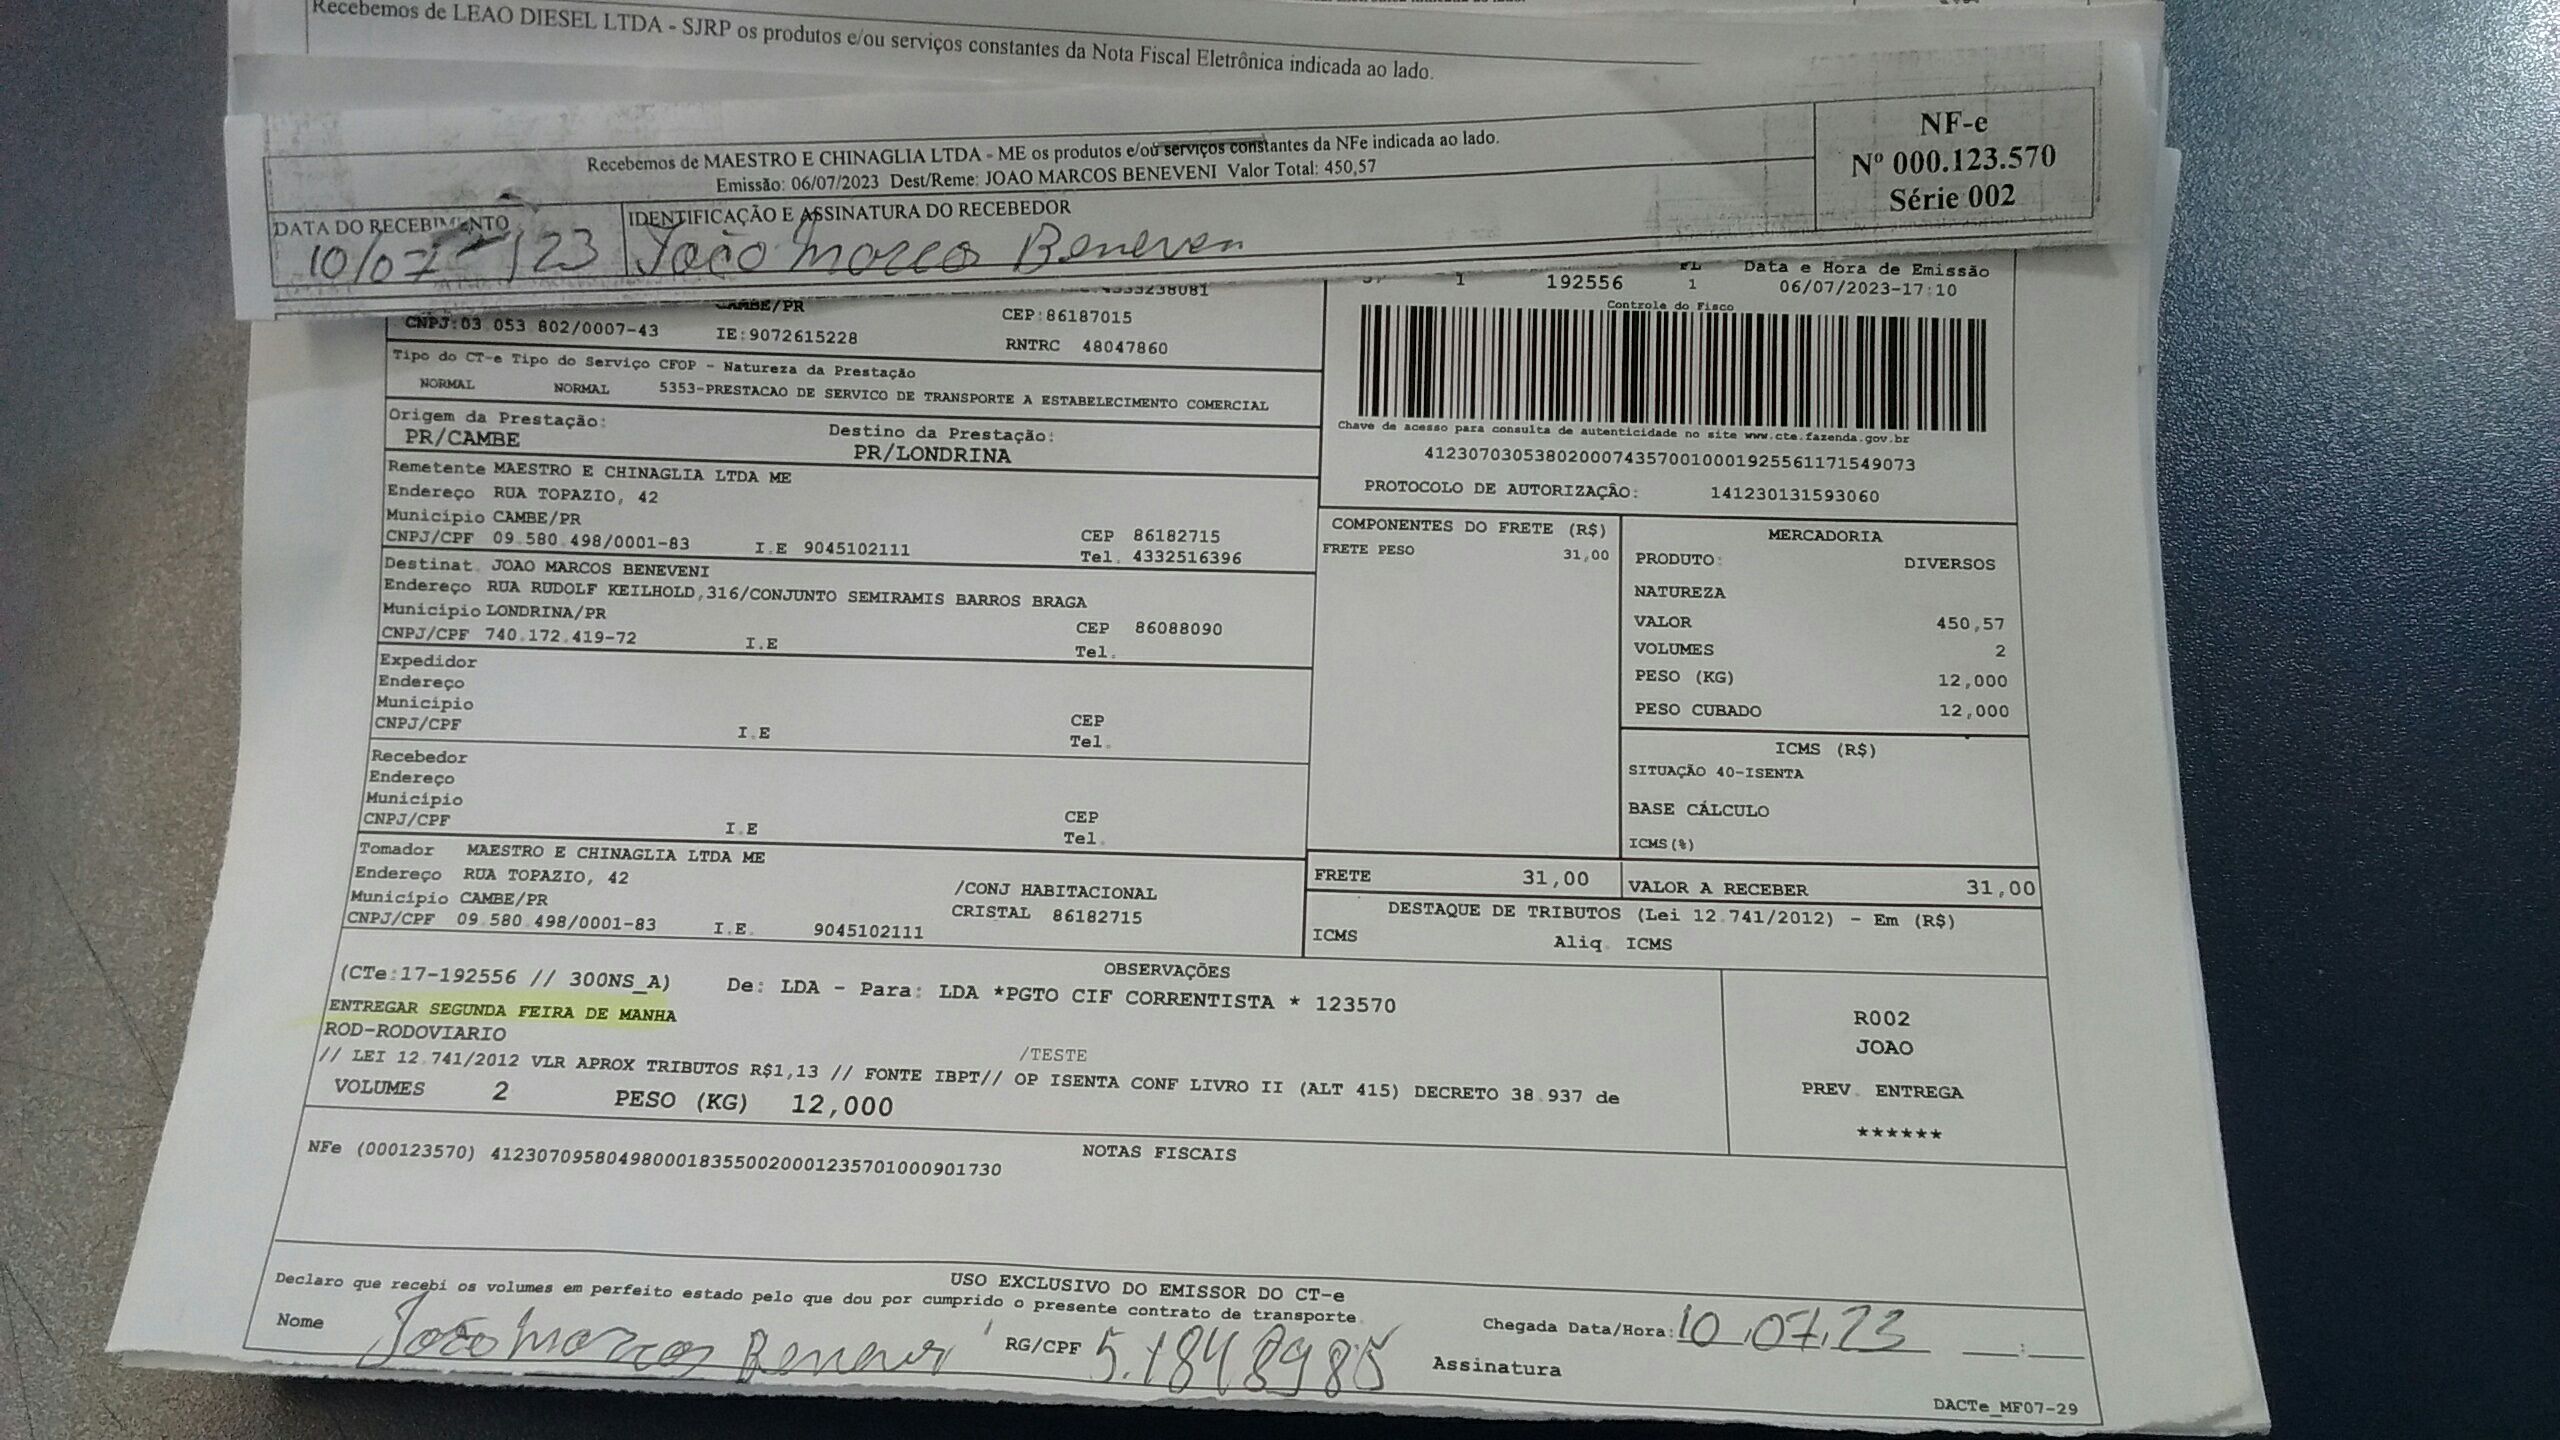 Recebemos de LEAO DIESEL LTDA - SJRP os produtos e/ou serviços constantes da Nota Fiscal Eletrônica indicada ao lado.
Recebemos de MAESTRO E CHINAGLIA LTDA - ME os produtos e/ou serviços constantes da NFe indicada ao lado.
Emissão: 06/07/2023 Dest/Reme: JOAO MARCOS BENEVENI Valor Total: 450,57
NF-e
Nº 000.123.570
Série 002
DATA DO RECEBIMENTO
10/07/23
IDENTIFICAÇÃO E ASSINATURA DO RECEBEDOR
João Marcos Beneven
1 192556 1 06/07/2023-17:10
FL Data e Hora de Emissão
CAMBE/PR CEP:86187015
CNPJ:03.053.802/0007-43 IE:9072615228 RNTRC 48047860
Controle do Fisco
Tipo do CT-e Tipo do Serviço CFOP - Natureza da Prestação
NORMAL NORMAL 5353-PRESTACAO DE SERVICO DE TRANSPORTE A ESTABELECIMENTO COMERCIAL
Origem da Prestação: Destino da Prestação:
PR/CAMBE PR/LONDRINA
Chave de acesso para consulta de autenticidade no site www.cte.fazenda.gov.br
41230703053802000743570010001925561171549073
PROTOCOLO DE AUTORIZAÇÃO: 141230131593060
Remetente MAESTRO E CHINAGLIA LTDA ME
Endereço RUA TOPAZIO, 42
Município CAMBE/PR CEP 86182715
CNPJ/CPF 09.580.498/0001-83 I.E 9045102111 Tel. 4332516396
Destinat. JOAO MARCOS BENEVENI
Endereço RUA RUDOLF KEILHOLD,316/CONJUNTO SEMIRAMIS BARROS BRAGA
Município LONDRINA/PR CEP 86088090
CNPJ/CPF 740.172.419-72 I.E Tel.
Expedidor
Endereço
Município CEP
CNPJ/CPF I.E Tel.
Recebedor
Endereço
Município CEP
CNPJ/CPF I.E Tel.
Tomador MAESTRO E CHINAGLIA LTDA ME
Endereço RUA TOPAZIO, 42 /CONJ HABITACIONAL
Município CAMBE/PR CRISTAL 86182715
CNPJ/CPF 09.580.498/0001-83 I.E. 9045102111
COMPONENTES DO FRETE (R$)
FRETE PESO 31,00
MERCADORIA
PRODUTO: DIVERSOS
NATUREZA
VALOR 450,57
VOLUMES 2
PESO (KG) 12,000
PESO CUBADO 12,000
ICMS (R$)
SITUAÇÃO 40-ISENTA
BASE CÁLCULO
ICMS(%)
FRETE 31,00 VALOR A RECEBER 31,00
DESTAQUE DE TRIBUTOS (Lei 12.741/2012) - Em (R$)
ICMS Aliq. ICMS
OBSERVAÇÕES
(CTe:17-192556 // 300NS_A) De: LDA - Para: LDA *PGTO CIF CORRENTISTA * 123570
ENTREGAR SEGUNDA FEIRA DE MANHA
ROD-RODOVIARIO /TESTE
// LEI 12.741/2012 VLR APROX TRIBUTOS R$1,13 // FONTE IBPT// OP ISENTA CONF LIVRO II (ALT 415) DECRETO 38.937 de
VOLUMES 2 PESO (KG) 12,000
R002
JOAO
PREV. ENTREGA
******
NOTAS FISCAIS
NFe (000123570) 41230709580498000183550020001235701000901730
USO EXCLUSIVO DO EMISSOR DO CT-e
Declaro que recebi os volumes em perfeito estado pelo que dou por cumprido o presente contrato de transporte.
Nome João Marcos Beneveni RG/CPF 5.1848985 Chegada Data/Hora: 10.07.23 :
Assinatura
DACTe_MF07-29